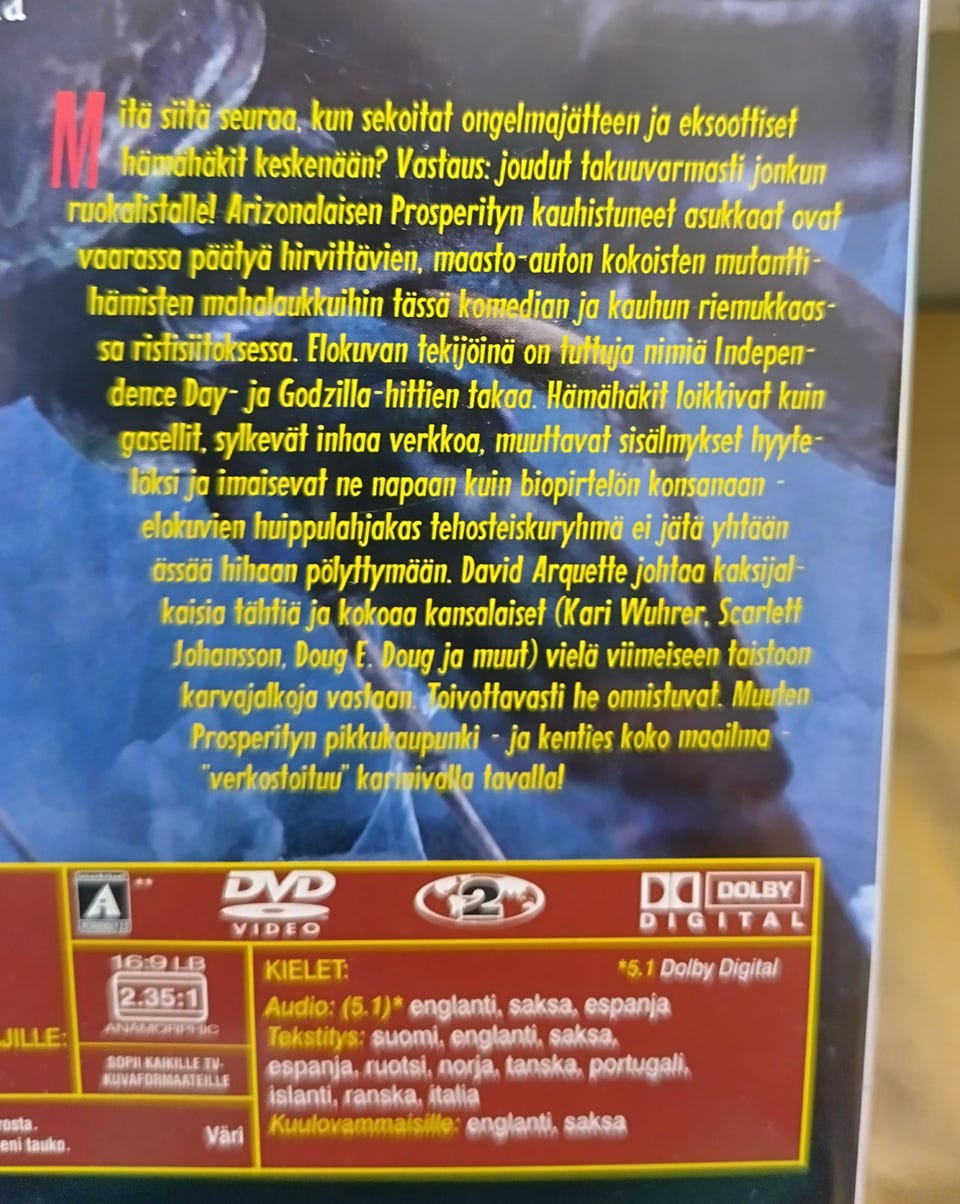 Mitä siitä seuraa, kun sekoitat ongelmajätteen ja eksoottiset
hämähäkit keskenään? Vastaus: joudut takuuvarmasti jonkun
ruokalistalle! Arizonalaisen Prosperityn kauhistuneet asukkaat ovat
vaarassa päätyä hirvittävien, maasto-auton kokoisten mutantti-
hämisten mahalaukkuihin tässä komedian ja kauhun riemukkaas-
sa ristisiitoksessa. Elokuvan tekijöinä on tuttuja nimiä Indepen-
dence Day- ja Godzilla-hittien takaa. Hämähäkit loikkivat kuin
gasellit, sylkevät inhaa verkkoa, muuttavat sisälmykset hyyte-
löksi ja imaisevat ne napaan kuin biopirtelön konsanaan -
elokuvien huippulahjakas tehosteiskuryhmä ei jätä yhtään
ässää hihaan pölyttymään. David Arquette johtaa kaksijal-
kaisia tähtiä ja kokoaa kansalaiset (Kari Wuhrer, Scarlett
Johansson, Doug E. Doug ja muut) vielä viimeiseen taistoon
karvajalkoja vastaan. Toivottavasti he onnistuvat. Muuten
Prosperityn pikkukaupunki - ja kenties koko maailma -
"verkostoituu" karmivalla tavalla!
A **
DVD
VIDEO
2
DOLBY
DIGITAL
16:9 LB
2.35:1
ANAMORPHIC
SOPII KAIKILLE TV-
KUVAFORMAATEILLE
JILLE:
rosta.
eni tauko.
Väri
KIELET: *5.1 Dolby Digital
Audio: (5.1)* englanti, saksa, espanja
Tekstitys: suomi, englanti, saksa,
espanja, ruotsi, norja, tanska, portugali,
islanti, ranska, italia
Kuulovammaisille: englanti, saksa